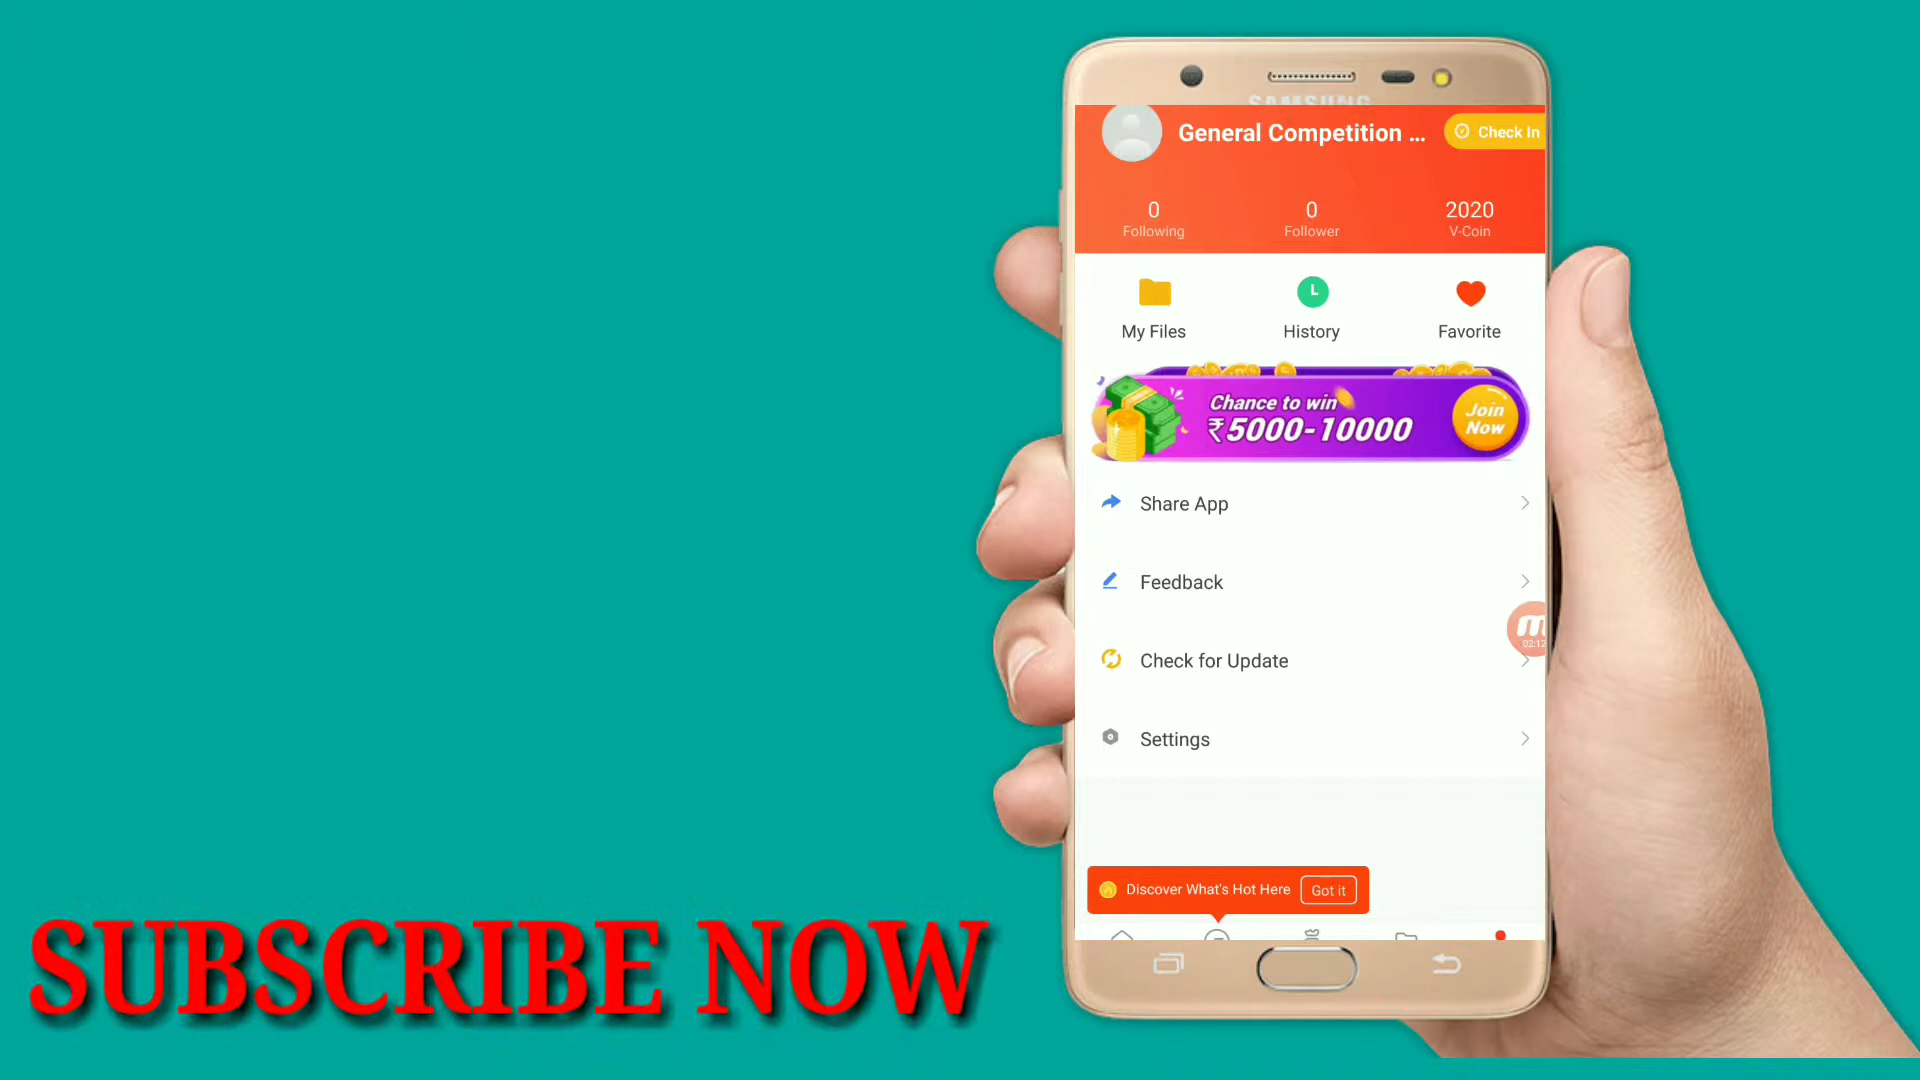 SAMSUNG
General Competition ...
Check In
0
Following
0
Follower
2020
V-Coin
My Files
History
Favorite
Chance to win
₹5000-10000
Join
Now
Share App
Feedback
Check for Update
Settings
Discover What's Hot Here
Got it
SUBSCRIBE NOW